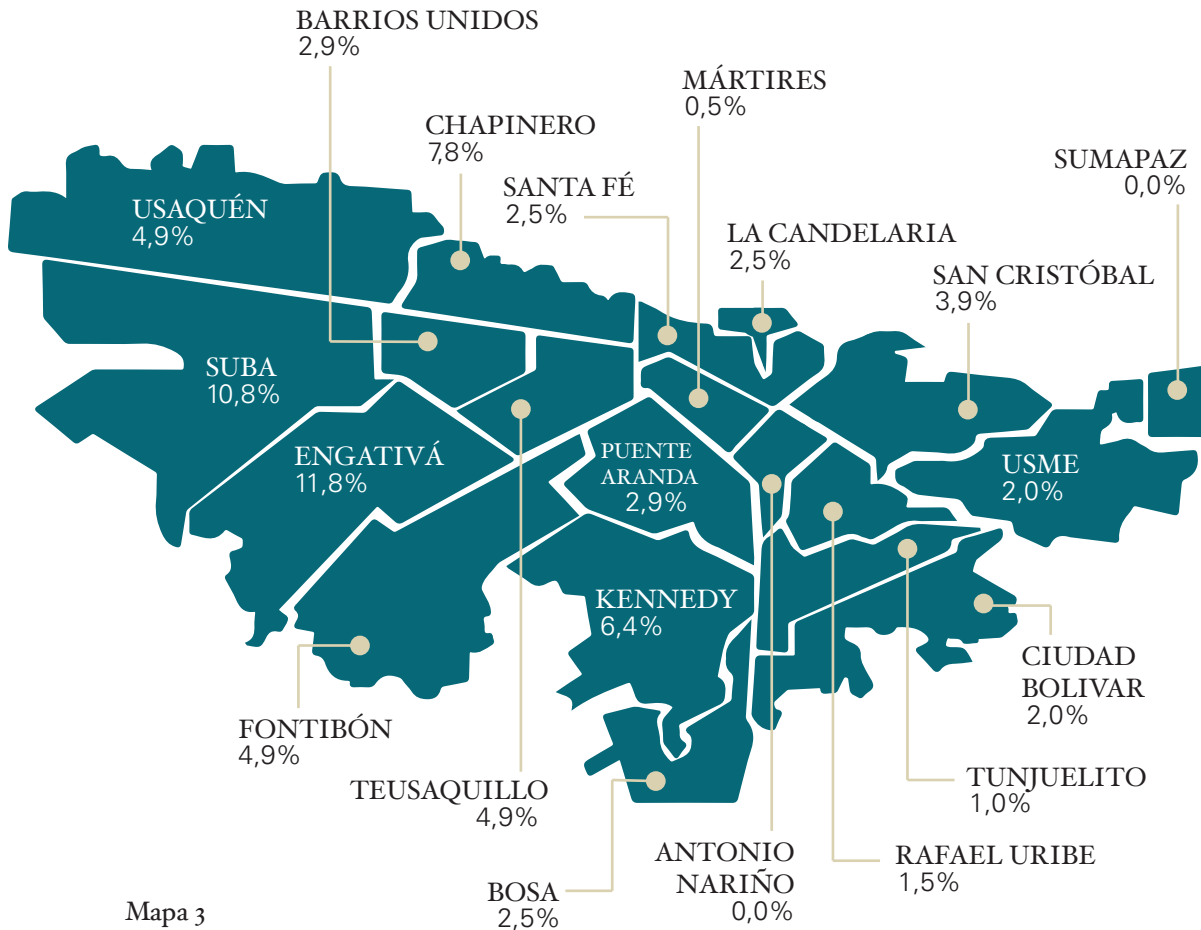 BARRIOS UNIDOS
2,9%
MÁRTIRES
0,5%
CHAPINERO
7,8%
SUMAPAZ
0,0%
SANTA FÉ
2,5%
USAQUÉN
4,9%
LA CANDELARIA
2,5%
SAN CRISTÓBAL
3,9%
SUBA
10,8%
ENGATIVÁ
11,8%
PUENTE
ARANDA
2,9%
USME
2,0%
KENNEDY
6,4%
CIUDAD
BOLIVAR
2,0%
FONTIBÓN
4,9%
TEUSAQUILLO
4,9%
TUNJUELITO
1,0%
ANTONIO
NARIÑO
0,0%
RAFAEL URIBE
1,5%
BOSA
2,5%
Mapa 3